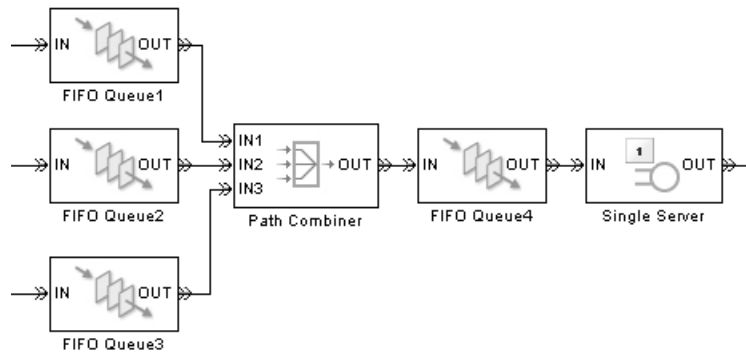 IN OUT
FIFO Queue1
IN OUT
FIFO Queue2
IN OUT
FIFO Queue3
IN1
IN2 OUT
IN3
Path Combiner
IN OUT
FIFO Queue4
1
IN OUT
Single Server